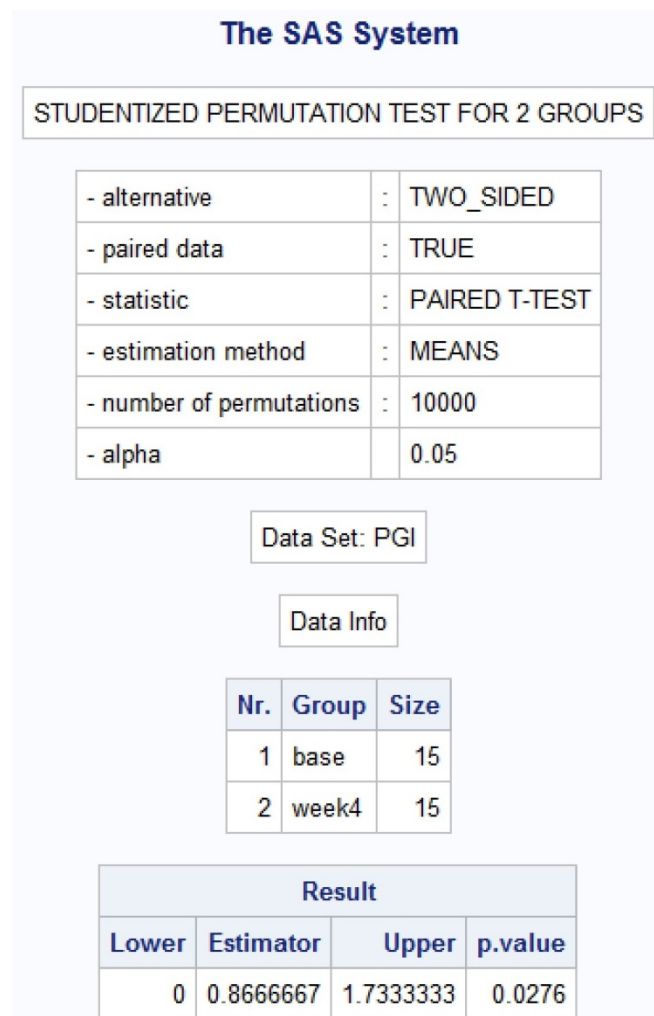 The SAS System
STUDENTIZED PERMUTATION TEST FOR 2 GROUPS
- alternative : TWO_SIDED
- paired data : TRUE
- statistic : PAIRED T-TEST
- estimation method : MEANS
- number of permutations : 10000
- alpha 0.05
Data Set: PGI
Data Info
Nr. Group Size
1 base 15
2 week4 15
Result
Lower Estimator Upper p.value
0 0.8666667 1.7333333 0.0276